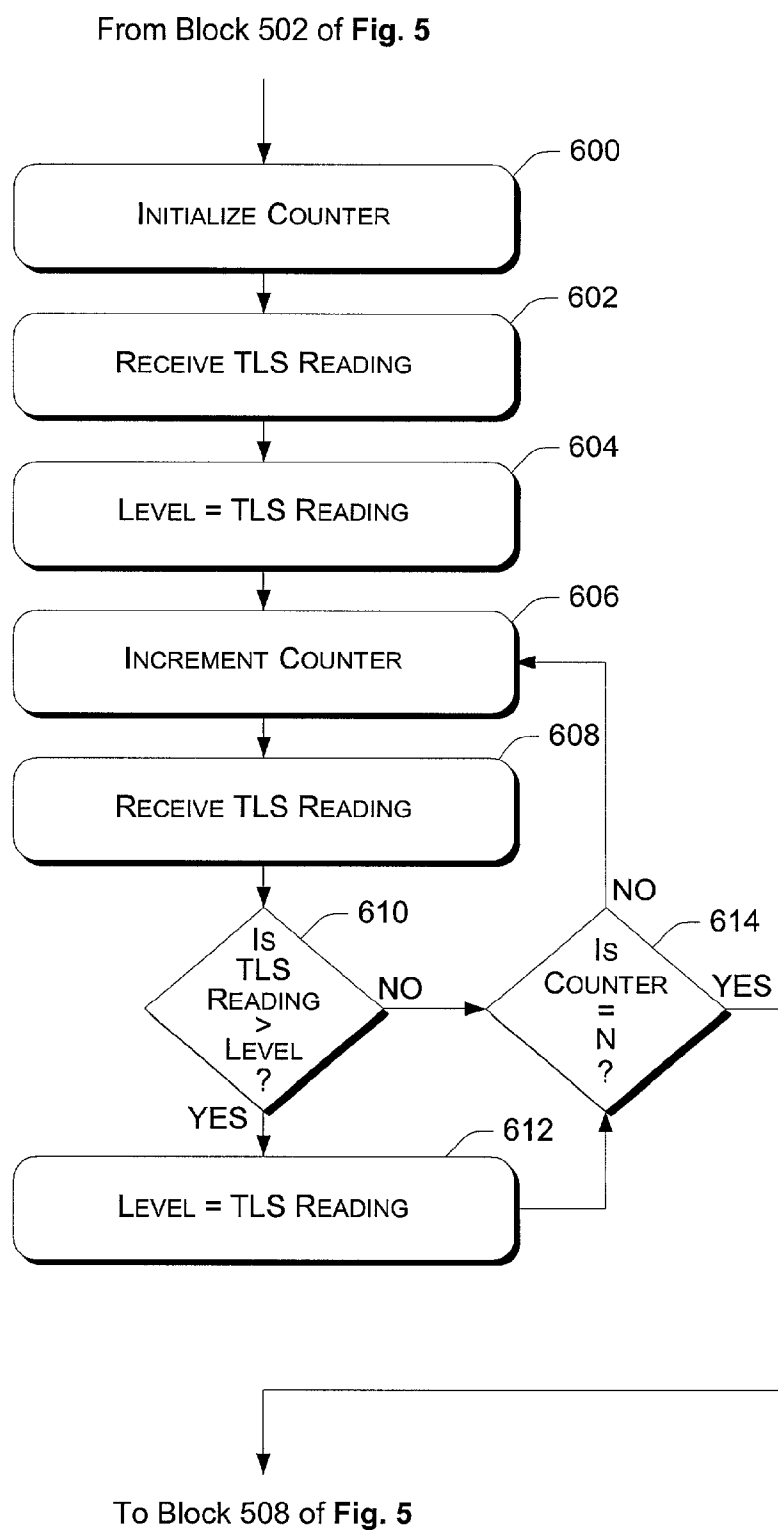 From Block 502 of Fig. 5
600
INITIALIZE COUNTER
602
RECEIVE TLS READING
604
LEVEL = TLS READING
606
INCREMENT COUNTER
608
RECEIVE TLS READING
610
IS
TLS
READING
>
LEVEL
?
NO
YES
614
IS
COUNTER
=
N
?
NO
YES
612
LEVEL = TLS READING
To Block 508 of Fig. 5